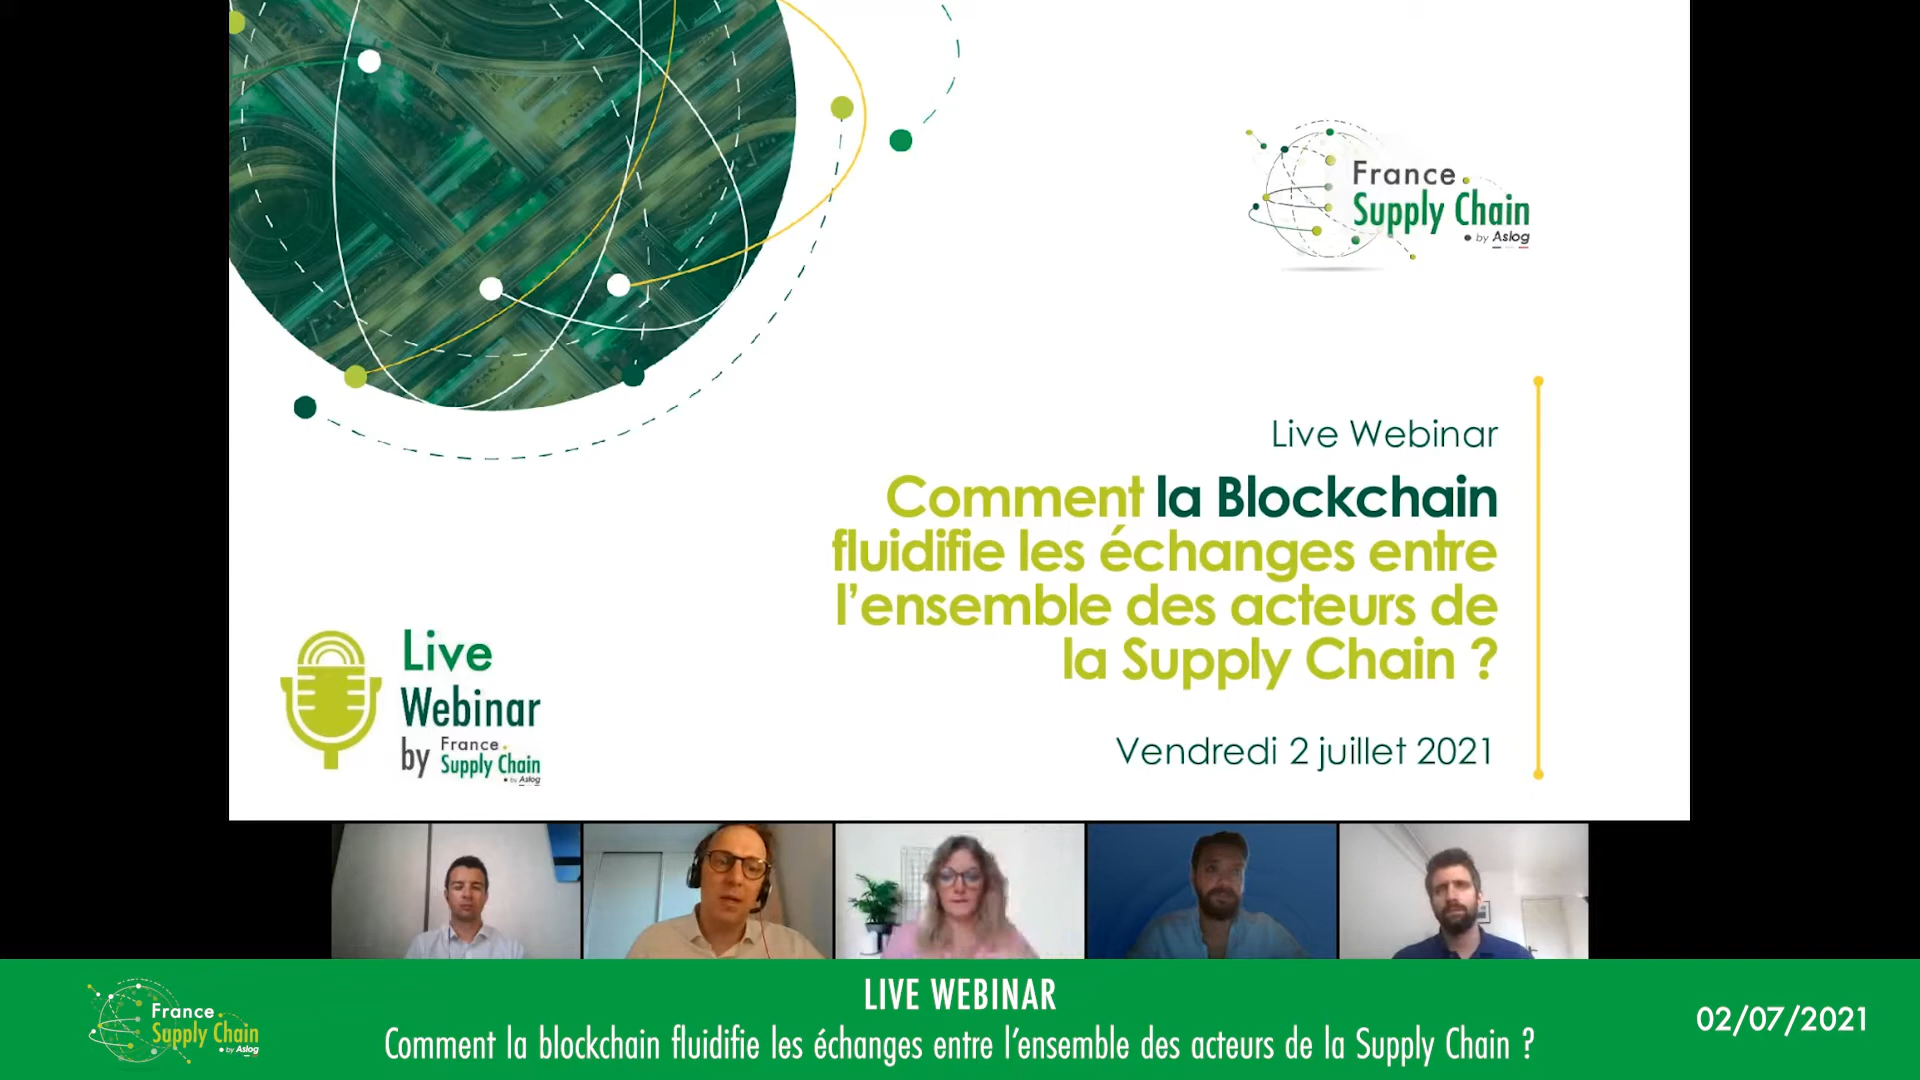 France
Supply Chain
by Aslog
Live Webinar
Comment la Blockchain
fluidifie les échanges entre
l'ensemble des acteurs de
la Supply Chain ?
Vendredi 2 juillet 2021
Live
Webinar
by France
Supply Chain
by Aslog
LIVE WEBINAR
Comment la blockchain fluidifie les échanges entre l'ensemble des acteurs de la Supply Chain ?
France
Supply Chain
by Aslog
02/07/2021